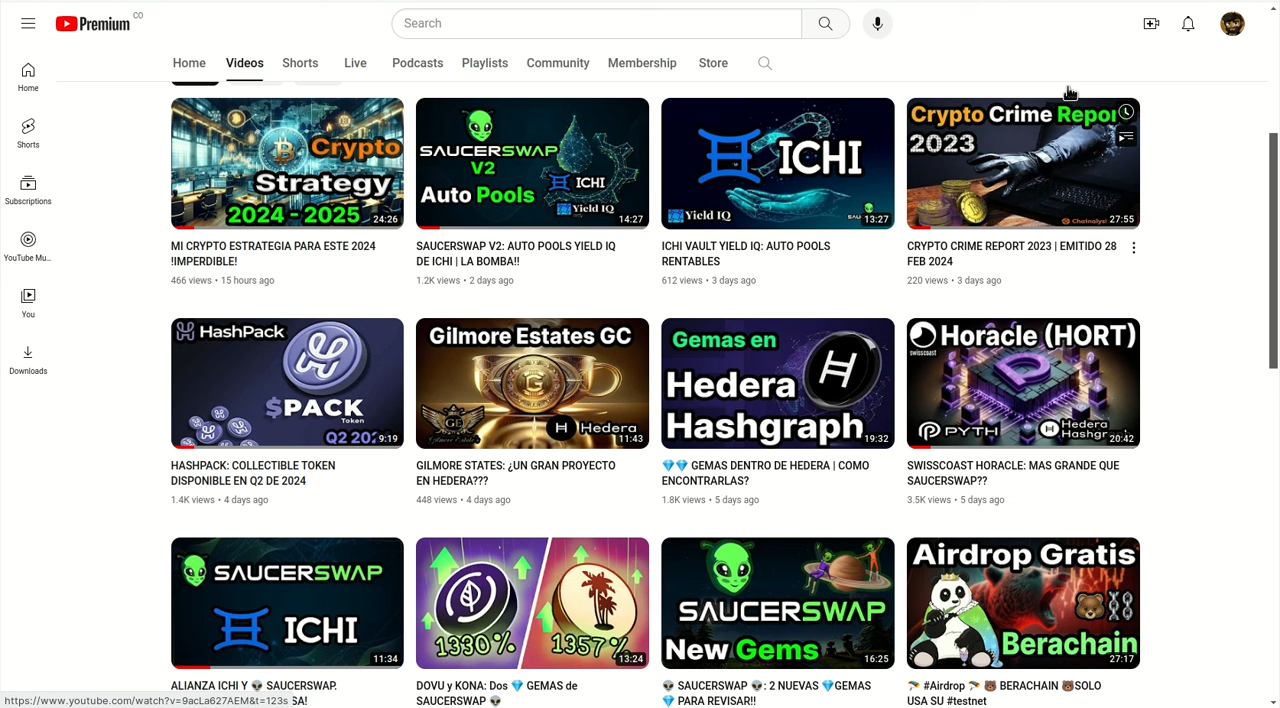 Premium CO
Search
Home Videos Shorts Live Podcasts Playlists Community Membership Store
Home
Shorts
Subscriptions
YouTube Mu...
You
Downloads
Crypto
Strategy
2024 - 2025
24:26
SAUCERSWAP
V2
Auto Pools
ICHI
Yield IQ
14:27
ICHI
Yield IQ
13:27
Crypto Crime Repor
2023
Chainalysis
27:55
MI CRYPTO ESTRATEGIA PARA ESTE 2024
!IMPERDIBLE!
466 views • 15 hours ago
SAUCERSWAP V2: AUTO POOLS YIELD IQ
DE ICHI | LA BOMBA!!
1.2K views • 2 days ago
ICHI VAULT YIELD IQ: AUTO POOLS
RENTABLES
612 views • 3 days ago
CRYPTO CRIME REPORT 2023 | EMITIDO 28
FEB 2024
220 views • 3 days ago
HashPack
$PACK
Token
Q2 202
9:19
Gilmore Estates GC
GE
Gilmore Estate
Hedera
11:43
Gemas en
Hedera
Hashgraph
19:32
Horacle (HORT)
swisscoast
PYTH
Hedera
Hashgr
20:42
HASHPACK: COLLECTIBLE TOKEN
DISPONIBLE EN Q2 DE 2024
1.4K views • 4 days ago
GILMORE STATES: ¿UN GRAN PROYECTO
EN HEDERA???
448 views • 4 days ago
💎💎 GEMAS DENTRO DE HEDERA | COMO
ENCONTRARLAS?
1.8K views • 5 days ago
SWISSCOAST HORACLE: MAS GRANDE QUE
SAUCERSWAP??
3.5K views • 5 days ago
SAUCERSWAP
ICHI
11:34
1330%
1357%
13:24
SAUCERSWAP
New Gems
16:25
Airdrop Gratis
Berachain
27:17
ALIANZA ICHI Y 👽 SAUCERSWAP.
SA!
DOVU y KONA: Dos 💎 GEMAS de
SAUCERSWAP 👽
👽 SAUCERSWAP 👽: 2 NUEVAS 💎GEMAS
💎 PARA REVISAR!!
🪂 #Airdrop 🪂 🐻 BERACHAIN 🐻SOLO
USA SU #testnet
https://www.youtube.com/watch?v=9acLa627AEM&t=123s